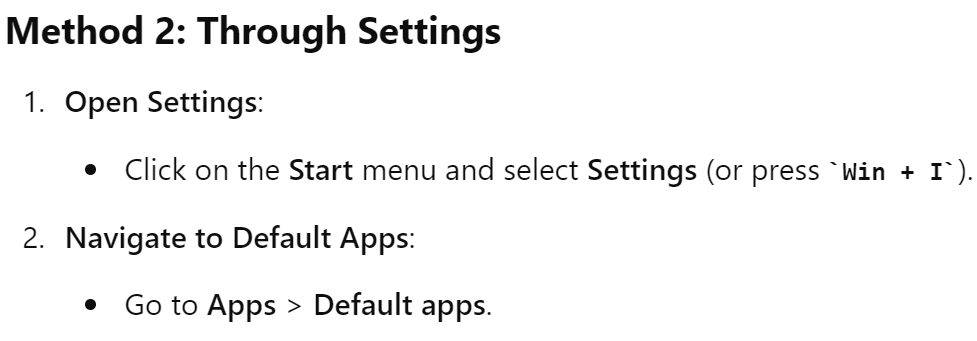 Method 2: Through Settings
1. Open Settings:
• Click on the Start menu and select Settings (or press `Win + I`).
2. Navigate to Default Apps:
• Go to Apps > Default apps.